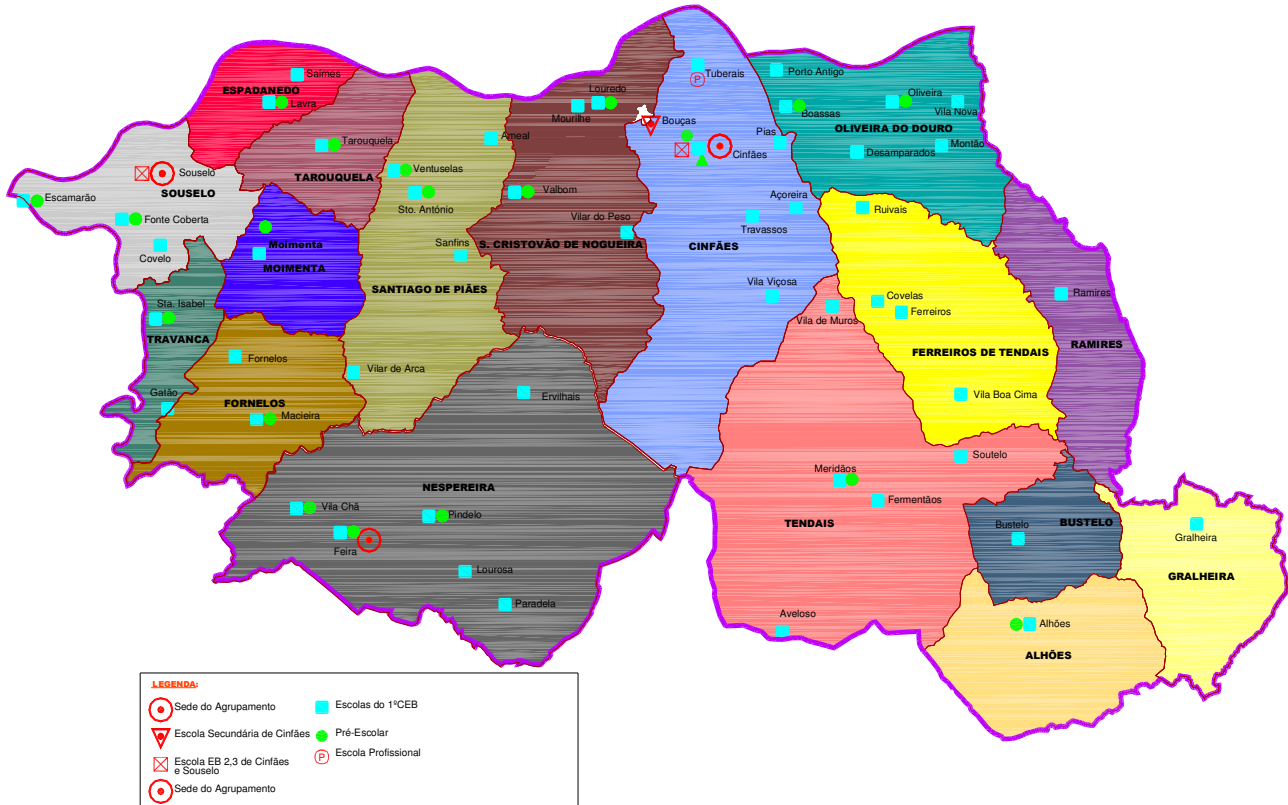 Saimes
ESPADANEDO
Lavra
Tarouquela
TAROUQUELA
Souselo
SOUSELO
Escamarão
Fonte Coberta
Covelo
Moimenta
MOIMENTA
Sta. Isabel
TRAVANCA
Gatão
Fornelos
FORNELOS
Macieira
Ameal
Ventuselas
Sto. António
Sanfins
SANTIAGO DE PIÃES
Vilar de Arca
Louredo
Mourilhe
Valbom
Vilar do Peso
S. CRISTOVÃO DE NOGUEIRA
Tuberais
P
Bouças
Cinfães
Pias
Açoreira
Travassos
CINFÃES
Vila Viçosa
Porto Antigo
Oliveira
Boassas
Vila Nova
OLIVEIRA DO DOURO
Desamparados
Montão
Ruivais
Covelas
Ferreiros
FERREIROS DE TENDAIS
Vila Boa Cima
Ramires
RAMIRES
Vila de Muros
Soutelo
Meridãos
Fermentãos
TENDAIS
Aveloso
Bustelo
BUSTELO
Gralheira
GRALHEIRA
Alhões
ALHÕES
Ervilhais
NESPEREIRA
Vila Chã
Pindelo
Feira
Lourosa
Paradela
LEGENDA:
Sede do Agrupamento
Escola Secundária de Cinfães
Escola EB 2,3 de Cinfães
e Souselo
Sede do Agrupamento
Escolas do 1ºCEB
Pré-Escolar
P
Escola Profissional